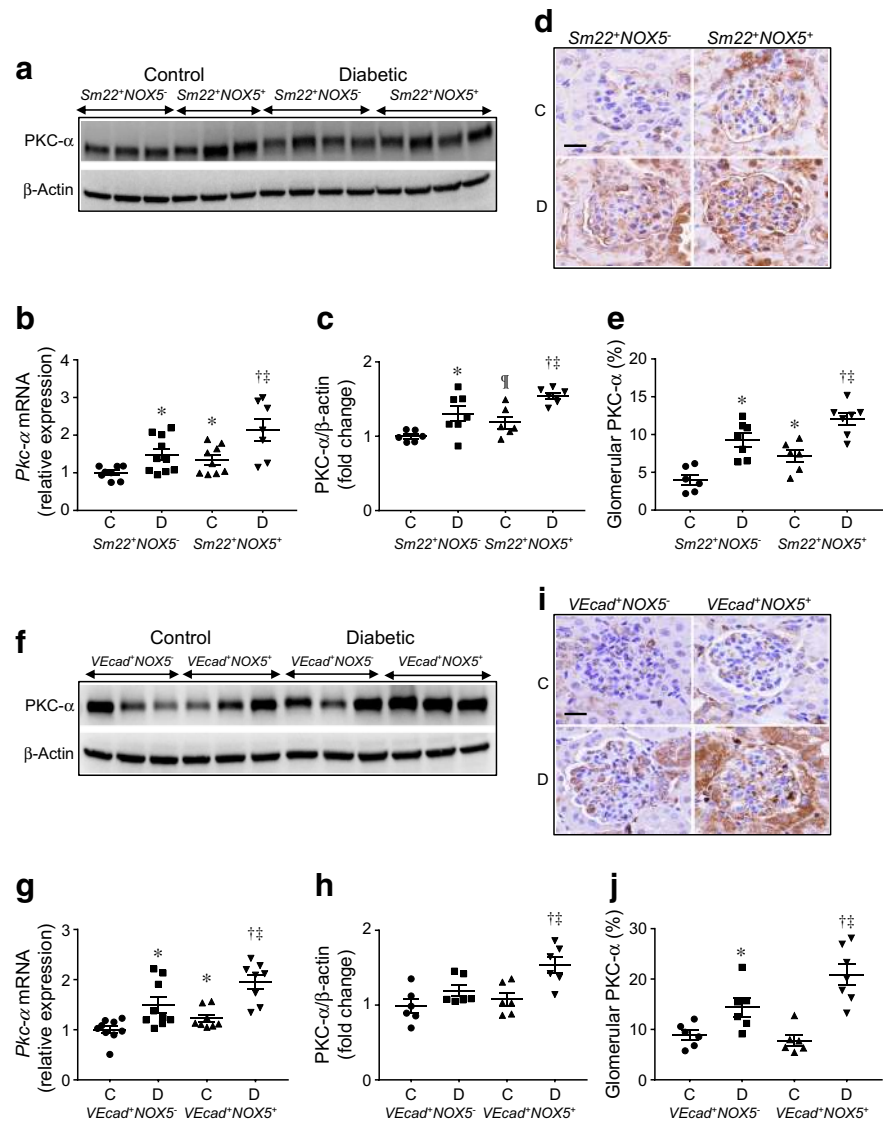 a
Control Diabetic
Sm22⁺NOX5⁻ Sm22⁺NOX5⁺ Sm22⁺NOX5⁻ Sm22⁺NOX5⁺
PKC-α
β-Actin
d
Sm22⁺NOX5⁻ Sm22⁺NOX5⁺
C
D
b
Pkc-α mRNA
(relative expression)
4
3
2
1
0
* * †‡
C D C D
Sm22⁺NOX5⁻ Sm22⁺NOX5⁺
c
PKC-α/β-actin
(fold change)
2
1
0
* ¶ †‡
C D C D
Sm22⁺NOX5⁻ Sm22⁺NOX5⁺
e
Glomerular PKC-α (%)
20
15
10
5
0
* * †‡
C D C D
Sm22⁺NOX5⁻ Sm22⁺NOX5⁺
f
Control Diabetic
VEcad⁺NOX5⁻ VEcad⁺NOX5⁺ VEcad⁺NOX5⁻ VEcad⁺NOX5⁺
PKC-α
β-Actin
i
VEcad⁺NOX5⁻ VEcad⁺NOX5⁺
C
D
g
Pkc-α mRNA
(relative expression)
3
2
1
0
* * †‡
C D C D
VEcad⁺NOX5⁻ VEcad⁺NOX5⁺
h
PKC-α/β-actin
(fold change)
2
1
0
†‡
C D C D
VEcad⁺NOX5⁻ VEcad⁺NOX5⁺
j
Glomerular PKC-α (%)
30
20
10
0
* †‡
C D C D
VEcad⁺NOX5⁻ VEcad⁺NOX5⁺